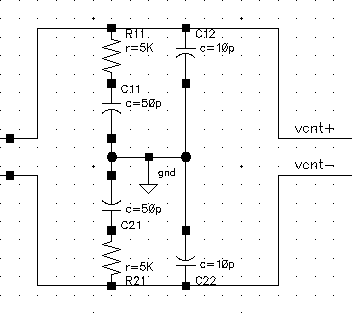 R11 C12
r=5K c=10p
C11
c=50p
vcnt+
gnd
vcnt-
c=50p
C21
r=5K c=10p
R21 C22